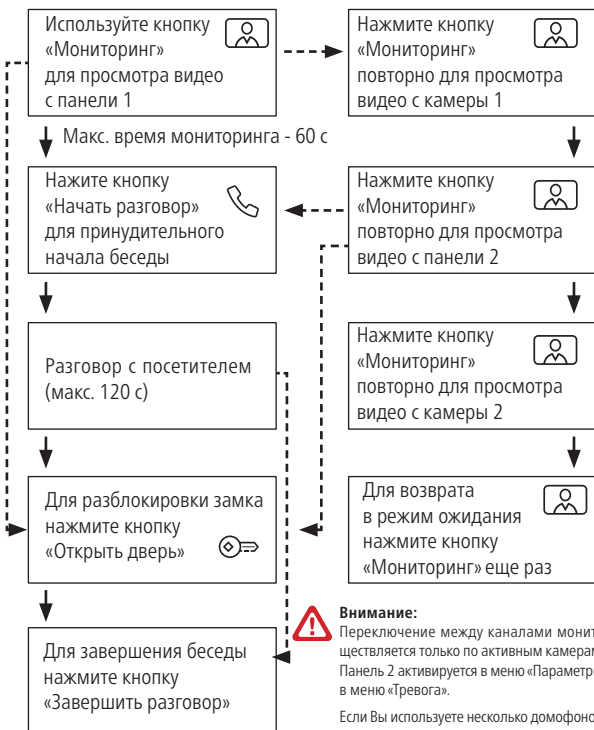 Используйте кнопку
«Мониторинг»
для просмотра видео
с панели 1
Макс. время мониторинга - 60 с
Нажите кнопку
«Начать разговор»
для принудительного
начала беседы
Разговор с посетителем
(макс. 120 с)
Для разблокировки замка
нажмите кнопку
«Открыть дверь»
Для завершения беседы
нажмите кнопку
«Завершить разговор»
Нажмите кнопку
«Мониторинг»
повторно для просмотра
видео с камеры 1
Нажмите кнопку
«Мониторинг»
повторно для просмотра
видео с панели 2
Нажмите кнопку
«Мониторинг»
повторно для просмотра
видео с камеры 2
Для возврата
в режим ожидания
нажмите кнопку
«Мониторинг» еще раз
Внимание:
Переключение между каналами монит
ществляется только по активным камерам
Панель 2 активируется в меню «Параметр
в меню «Тревога».
Если Вы используете несколько домофоно